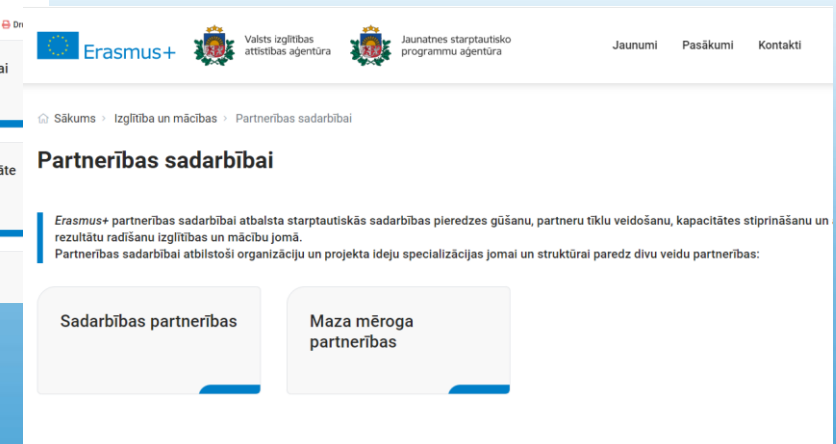 Erasmus+
Valsts izglītības
attīstības aģentūra
Jaunatnes starptautisko
programmu aģentūra
Jaunumi Pasākumi Kontakti
Sākums > Izglītība un mācības > Partnerības sadarbībai
Partnerības sadarbībai
Erasmus+ partnerības sadarbībai atbalsta starptautiskās sadarbības pieredzes gūšanu, partneru tīklu veidošanu, kapacitātes stiprināšanu un
rezultātu radīšanu izglītības un mācību jomā.
Partnerības sadarbībai atbilstoši organizāciju un projekta ideju specializācijas jomai un struktūrai paredz divu veidu partnerības:
Sadarbības partnerības
Maza mēroga
partnerības